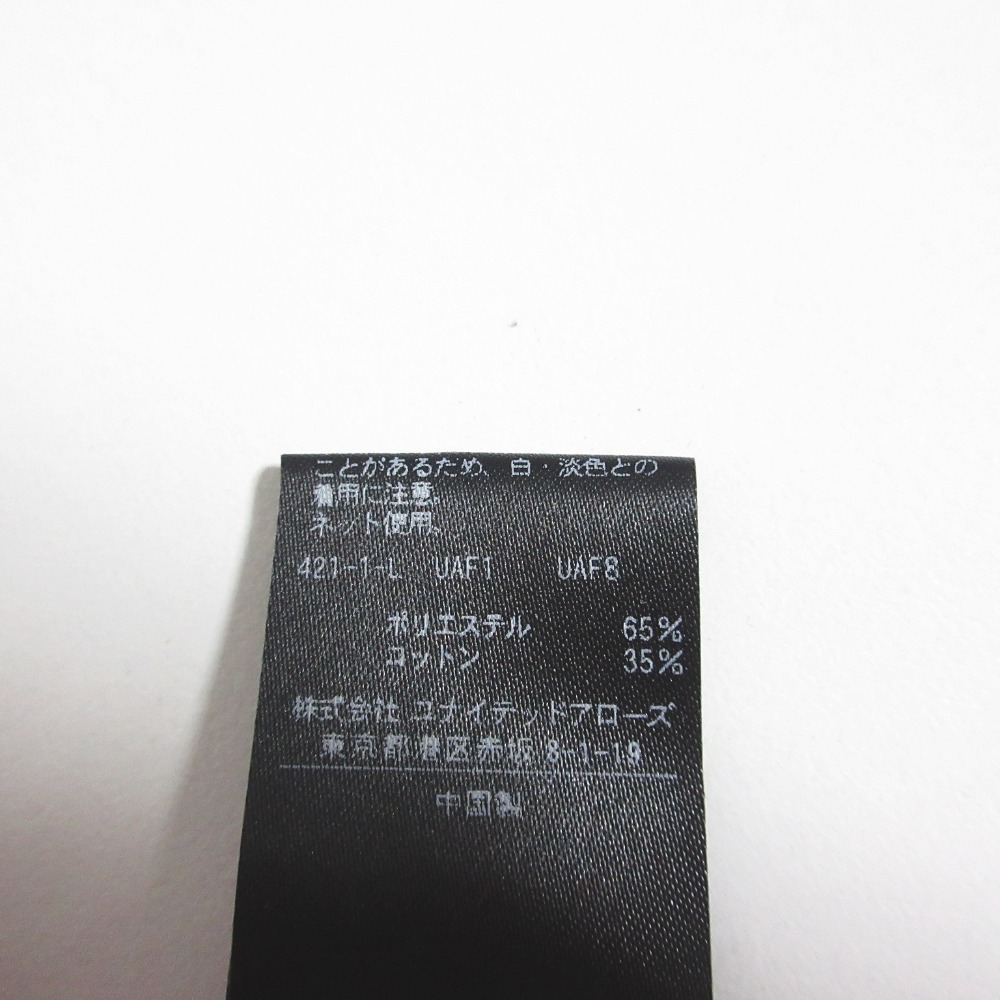 ことがあるため、白・淡色との
着用に注意。
ネット使用。
421-1-L UAF1 UAF8
ポリエステル 65%
コットン 35%
株式会社 ユナイテッドアローズ
東京都港区赤坂 8-1-19
中国製